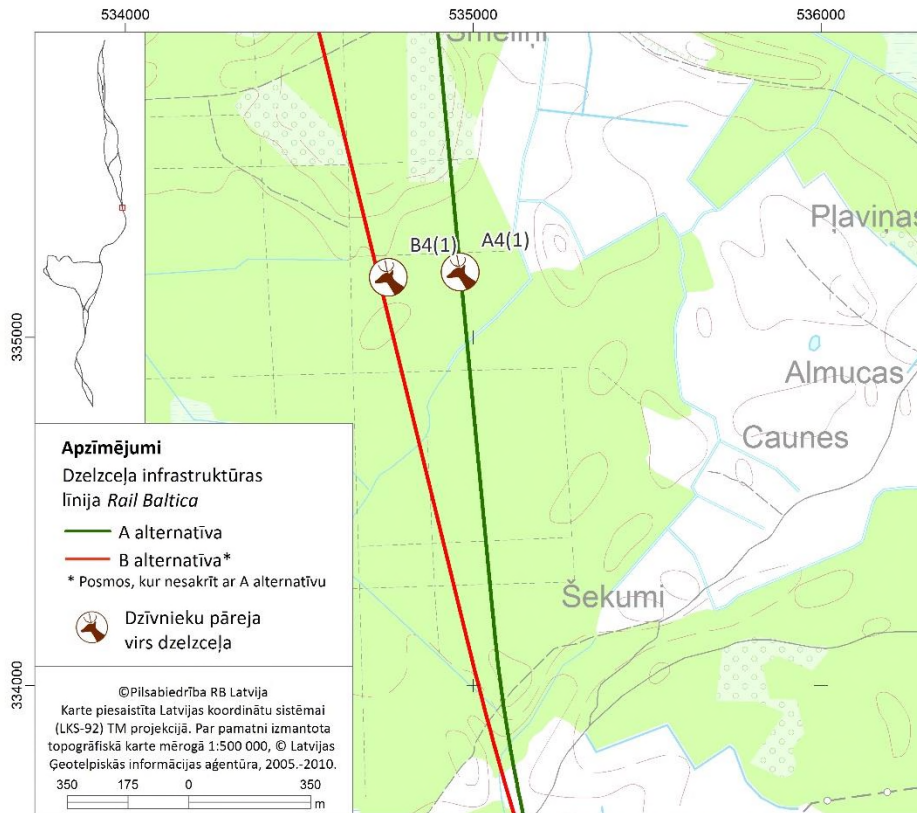 534000
535000
536000
Smeliņi
B4(1)
A4(1)
Pļaviņas
335000
Almucas
Caunes
Šekumi
334000
Apzīmējumi
Dzelzceļa infrastruktūras
līnija Rail Baltica
A alternatīva
B alternatīva*
* Posmos, kur nesakrīt ar A alternatīvu
Dzīvnieku pāreja
virs dzelzceļa
©Pilsabiedrība RB Latvija
Karte piesaistīta Latvijas koordinātu sistēmai
(LKS-92) TM projekcijā. Par pamatni izmantota
topogrāfiskā karte mērogā 1:500 000, © Latvijas
Ģeotelpiskās informācijas aģentūra, 2005.-2010.
350 175 0 350
m